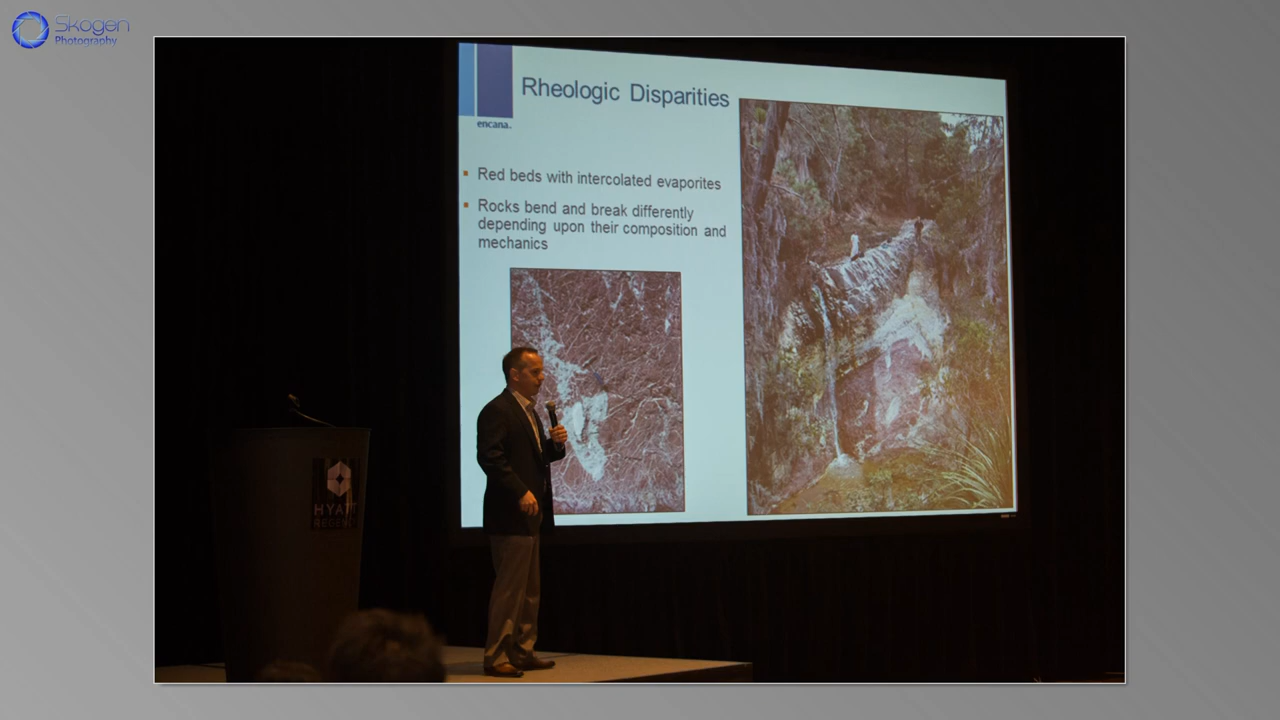 Skogen
Photography
Rheologic Disparities
encana.
Red beds with intercolated evaporites
Rocks bend and break differently
depending upon their composition and
mechanics
HYATT
REGENCY